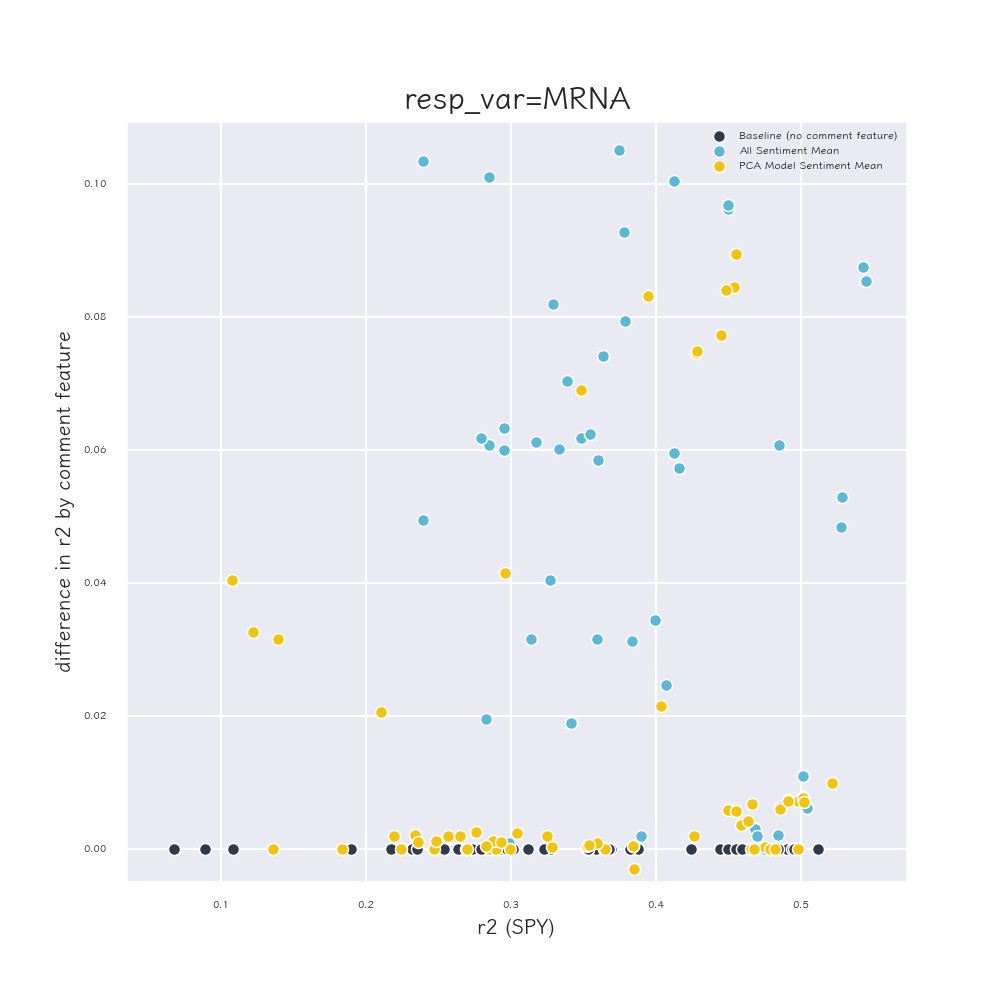 resp_var=MRNA
Baseline (no comment feature)
All Sentiment Mean
PCA Model Sentiment Mean
0.10
0.08
0.06
0.04
0.02
0.00
difference in r2 by comment feature
0.1
0.2
0.3
0.4
0.5
r2 (SPY)